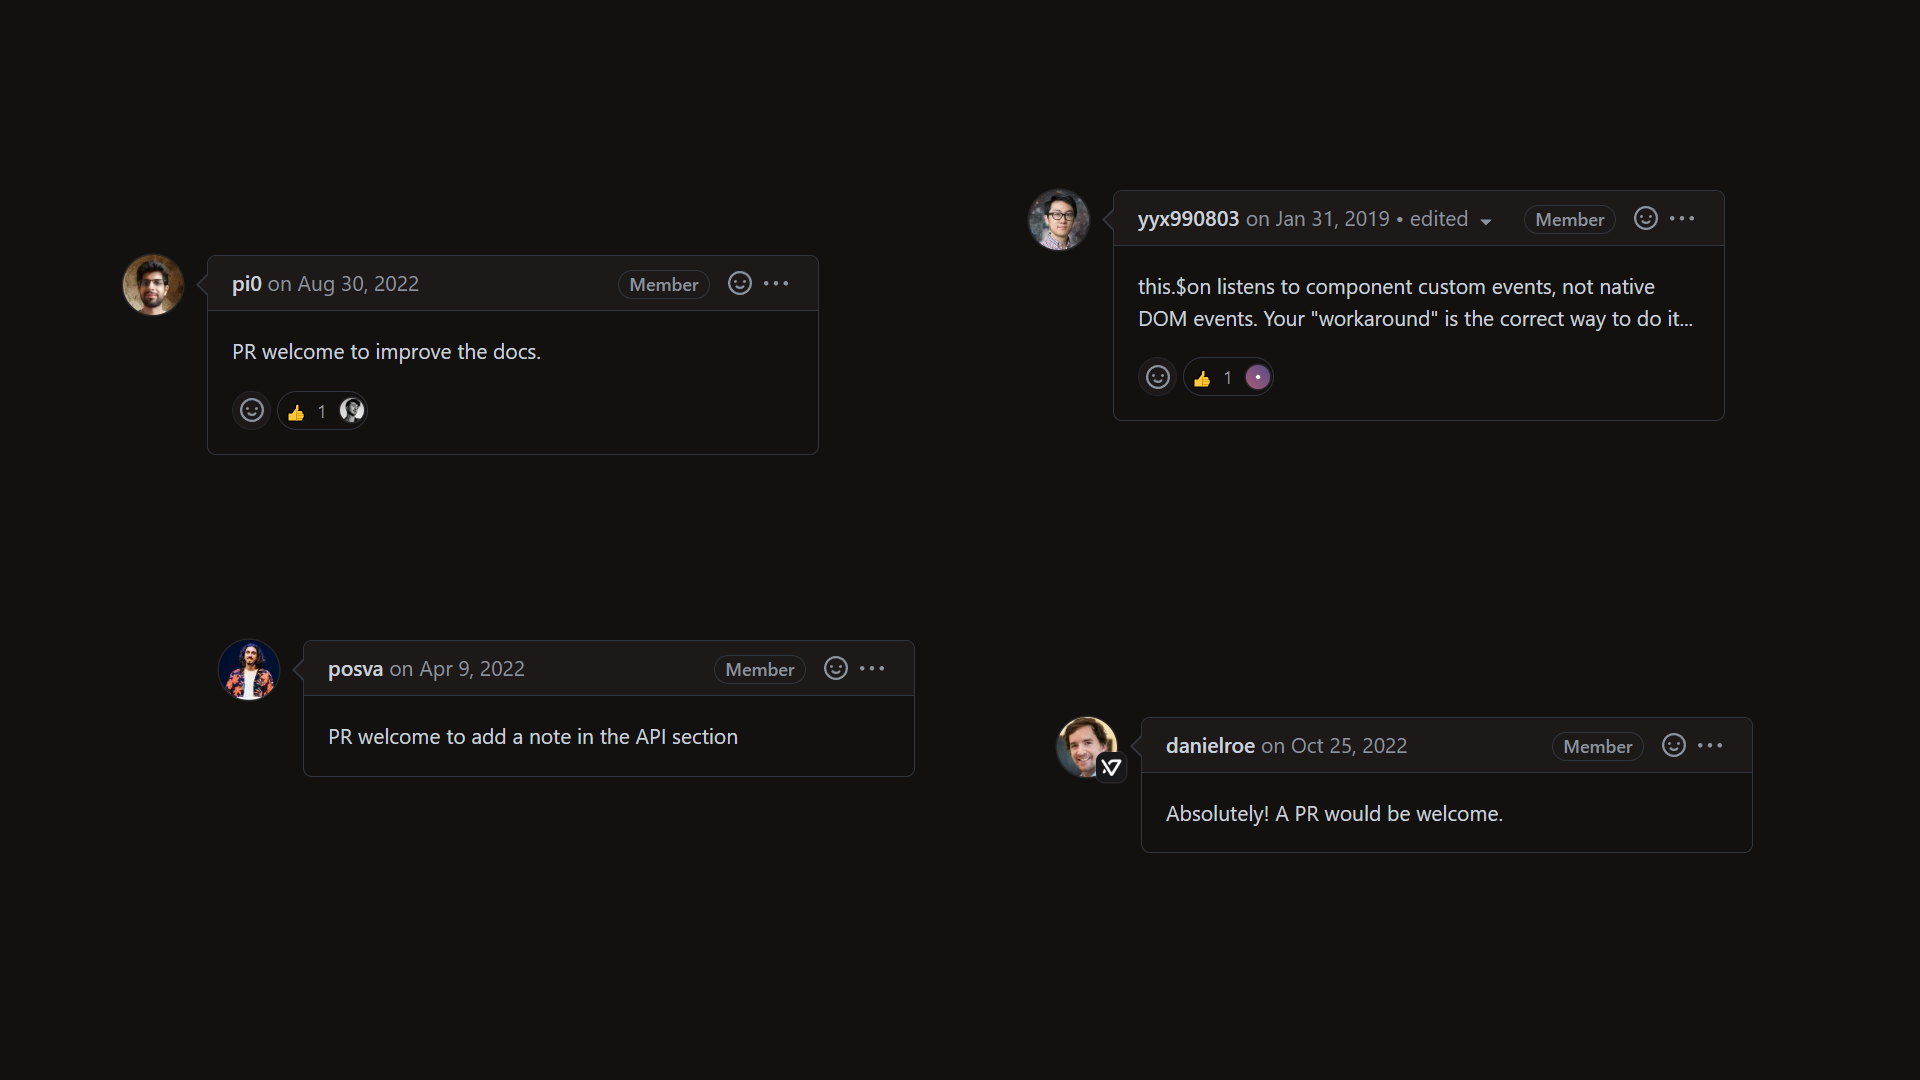 pi0 on Aug 30, 2022 Member
PR welcome to improve the docs.
👍 1
yyx990803 on Jan 31, 2019 • edited Member
this.$on listens to component custom events, not native
DOM events. Your "workaround" is the correct way to do it...
👍 1
posva on Apr 9, 2022 Member
PR welcome to add a note in the API section
danielroe on Oct 25, 2022 Member
Absolutely! A PR would be welcome.